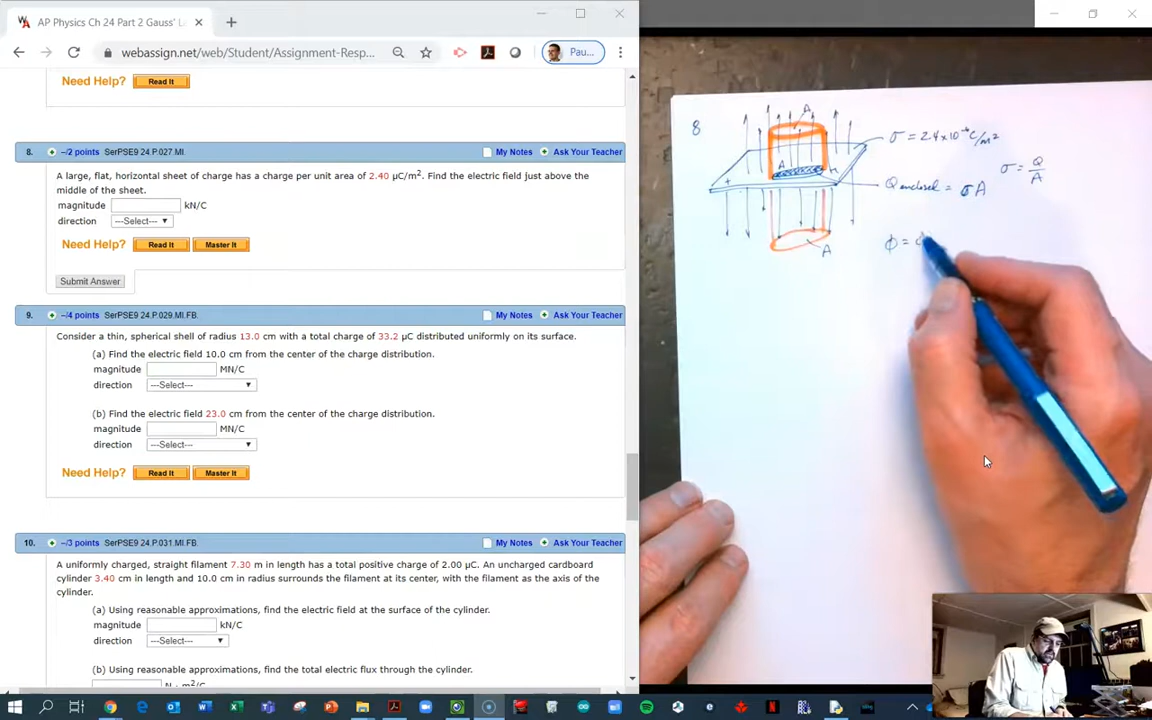 AP Physics Ch 24 Part 2 Gauss' La
webassign.net/web/Student/Assignment-Resp...
Pau...
Need Help? Read It
8. –/2 points SerPSE9 24.P.027.MI. My Notes Ask Your Teacher
A large, flat, horizontal sheet of charge has a charge per unit area of 2.40 µC/m². Find the electric field just above the
middle of the sheet.
magnitude kN/C
direction ---Select---
Need Help? Read It Master It
Submit Answer
9. –/4 points SerPSE9 24.P.029.MI.FB. My Notes Ask Your Teacher
Consider a thin, spherical shell of radius 13.0 cm with a total charge of 33.2 µC distributed uniformly on its surface.
(a) Find the electric field 10.0 cm from the center of the charge distribution.
magnitude MN/C
direction ---Select---
(b) Find the electric field 23.0 cm from the center of the charge distribution.
magnitude MN/C
direction ---Select---
Need Help? Read It Master It
10. –/3 points SerPSE9 24.P.031.MI.FB. My Notes Ask Your Teacher
A uniformly charged, straight filament 7.30 m in length has a total positive charge of 2.00 µC. An uncharged cardboard
cylinder 3.40 cm in length and 10.0 cm in radius surrounds the filament at its center, with the filament as the axis of the
cylinder.
(a) Using reasonable approximations, find the electric field at the surface of the cylinder.
magnitude kN/C
direction ---Select---
(b) Using reasonable approximations, find the total electric flux through the cylinder.
N · m²/C
8
A
σ = 2.4×10⁻⁶ C/m²
σ = Q/A
A
Q enclosed = σA
A
ϕ =